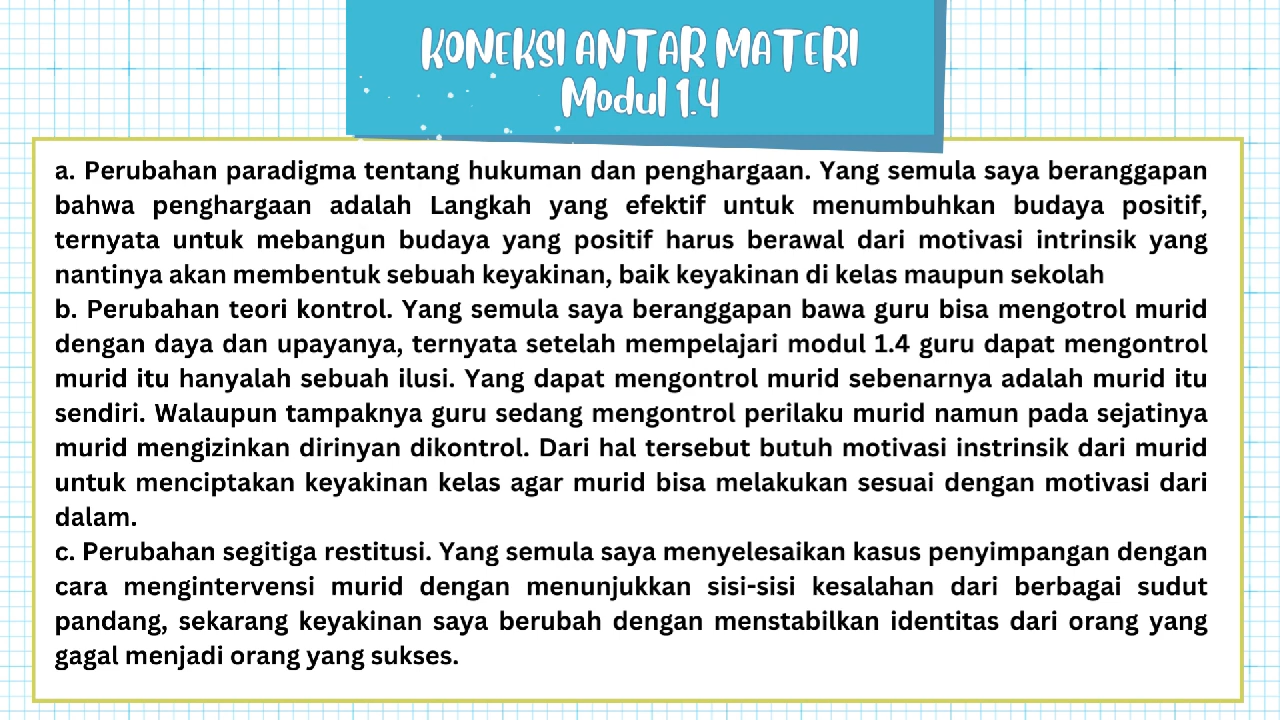 KONEKSI ANTAR MATERI
Modul 1.4
a. Perubahan paradigma tentang hukuman dan penghargaan. Yang semula saya beranggapan
bahwa penghargaan adalah Langkah yang efektif untuk menumbuhkan budaya positif,
ternyata untuk mebangun budaya yang positif harus berawal dari motivasi intrinsik yang
nantinya akan membentuk sebuah keyakinan, baik keyakinan di kelas maupun sekolah
b. Perubahan teori kontrol. Yang semula saya beranggapan bawa guru bisa mengotrol murid
dengan daya dan upayanya, ternyata setelah mempelajari modul 1.4 guru dapat mengontrol
murid itu hanyalah sebuah ilusi. Yang dapat mengontrol murid sebenarnya adalah murid itu
sendiri. Walaupun tampaknya guru sedang mengontrol perilaku murid namun pada sejatinya
murid mengizinkan dirinyan dikontrol. Dari hal tersebut butuh motivasi instrinsik dari murid
untuk menciptakan keyakinan kelas agar murid bisa melakukan sesuai dengan motivasi dari
dalam.
c. Perubahan segitiga restitusi. Yang semula saya menyelesaikan kasus penyimpangan dengan
cara mengintervensi murid dengan menunjukkan sisi-sisi kesalahan dari berbagai sudut
pandang, sekarang keyakinan saya berubah dengan menstabilkan identitas dari orang yang
gagal menjadi orang yang sukses.